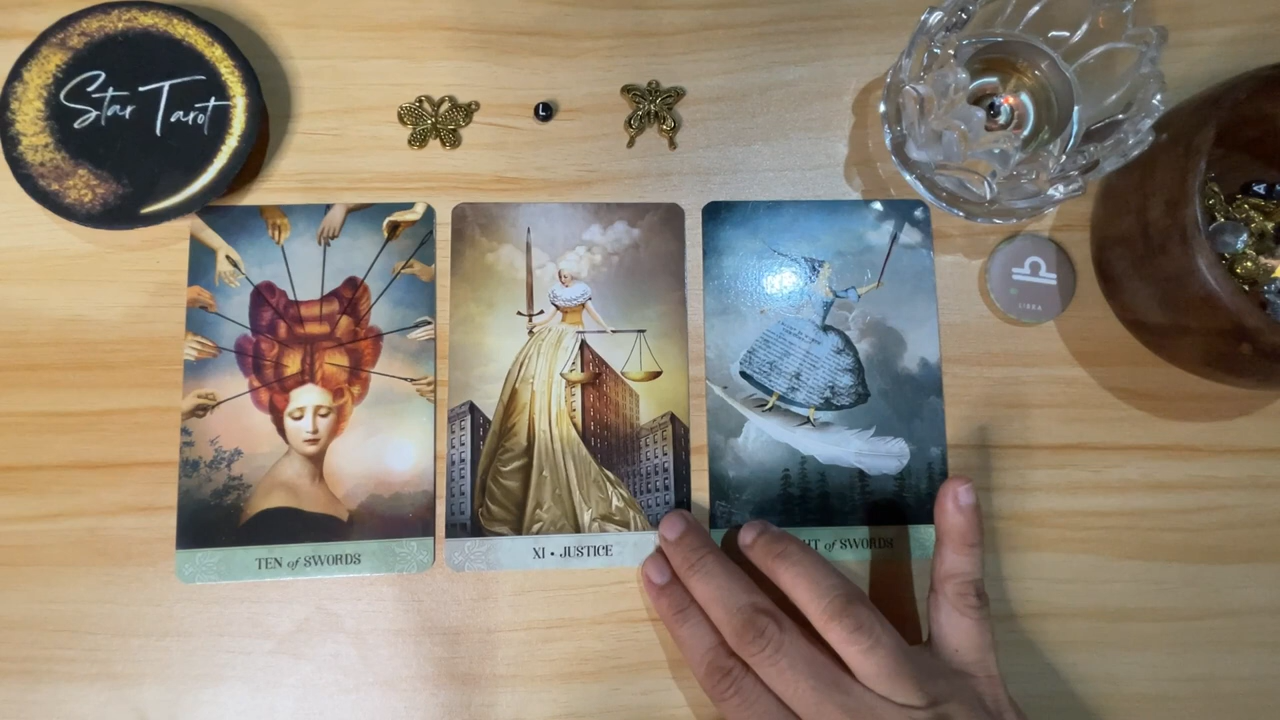 Star Tarot
L
LIBRA
TEN of SWORDS
XI • JUSTICE
HT of SWORDS